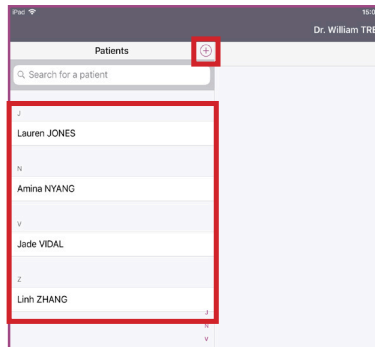 iPad
15:0
Dr. William TRE
Patients
Search for a patient
J
Lauren JONES
N
Amina NYANG
V
Jade VIDAL
Z
Linh ZHANG
J
N
V